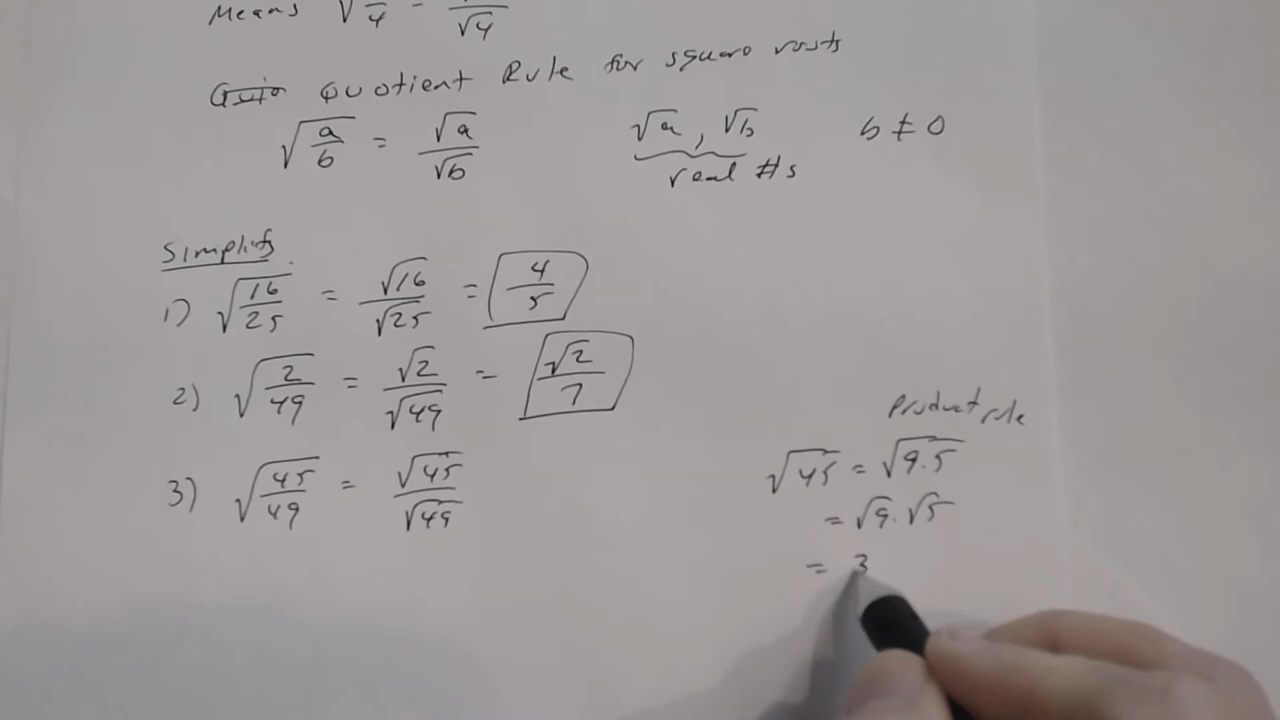 Means √4 = √4
Quotient Rule for square roots
√(a/b) = √a/√b √a, √b b ≠ 0
real #s
Simplify
1) √(16/25) = √16/√25 = 4/5
2) √(2/49) = √2/√49 = √2/7
3) √(45/49) = √45/√49
Product rule
√45 = √9·5
= √9·√5
= 3